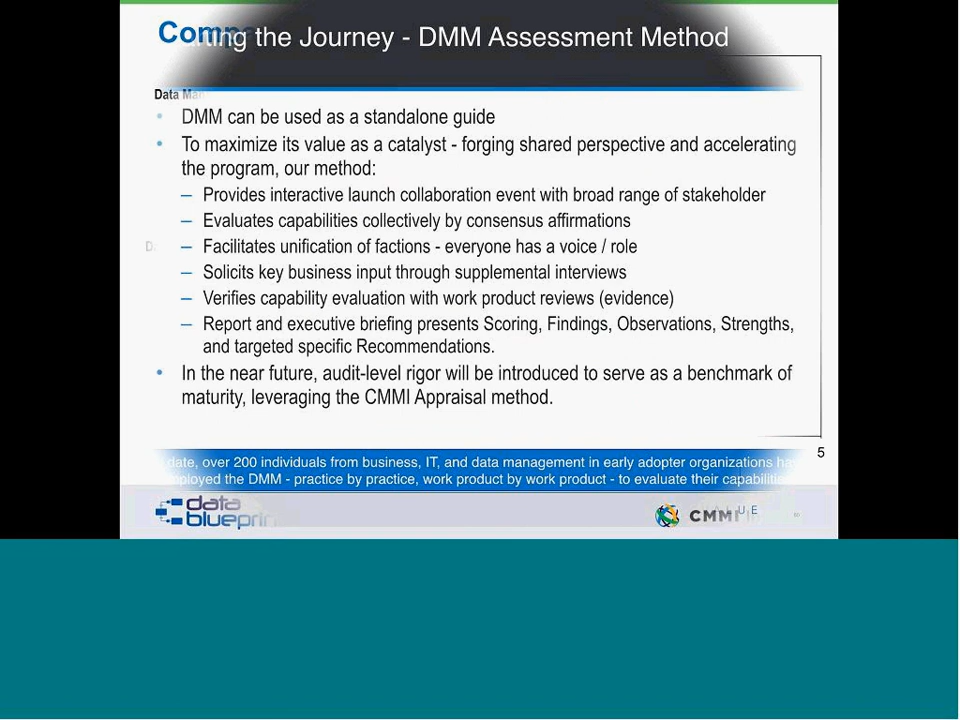 Comp
rting the Journey - DMM Assessment Method
Data Man
• DMM can be used as a standalone guide
• To maximize its value as a catalyst - forging shared perspective and accelerating
the program, our method:
– Provides interactive launch collaboration event with broad range of stakeholder
– Evaluates capabilities collectively by consensus affirmations
– Facilitates unification of factions - everyone has a voice / role
– Solicits key business input through supplemental interviews
– Verifies capability evaluation with work product reviews (evidence)
– Report and executive briefing presents Scoring, Findings, Observations, Strengths,
and targeted specific Recommendations.
• In the near future, audit-level rigor will be introduced to serve as a benchmark of
maturity, leveraging the CMMI Appraisal method.
5
date, over 200 individuals from business, IT, and data management in early adopter organizations ha
ployed the DMM - practice by practice, work product by work product - to evaluate their capabiliti
data
blueprin
CMMI